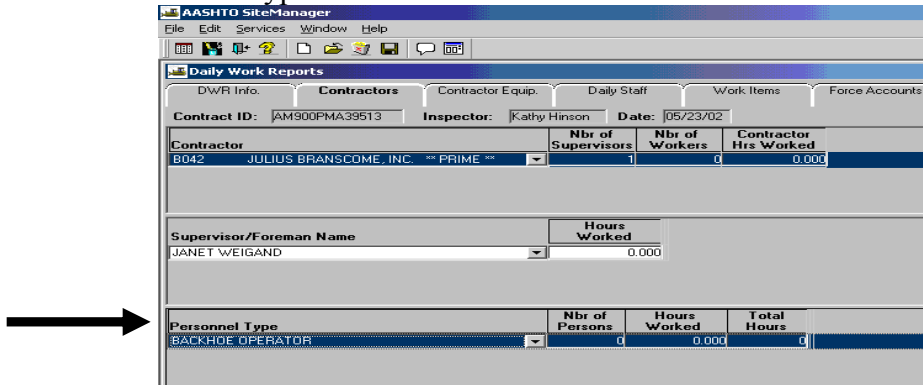 AASHTO SiteManager
File Edit Services Window Help
Daily Work Reports
DWR Info. Contractors Contractor Equip. Daily Staff Work Items Force Accounts
Contract ID: AM900PMA39513 Inspector: Kathy Hinson Date: 05/23/02
Contractor Nbr of Supervisors Nbr of Workers Contractor Hrs Worked
B042 JULIUS BRANSCOME, INC. ** PRIME ** 1 0 0.000
Supervisor/Foreman Name Hours Worked
JANET WEIGAND 0.000
Personnel Type Nbr of Persons Hours Worked Total Hours
BACKHOE OPERATOR 0 0.000 0